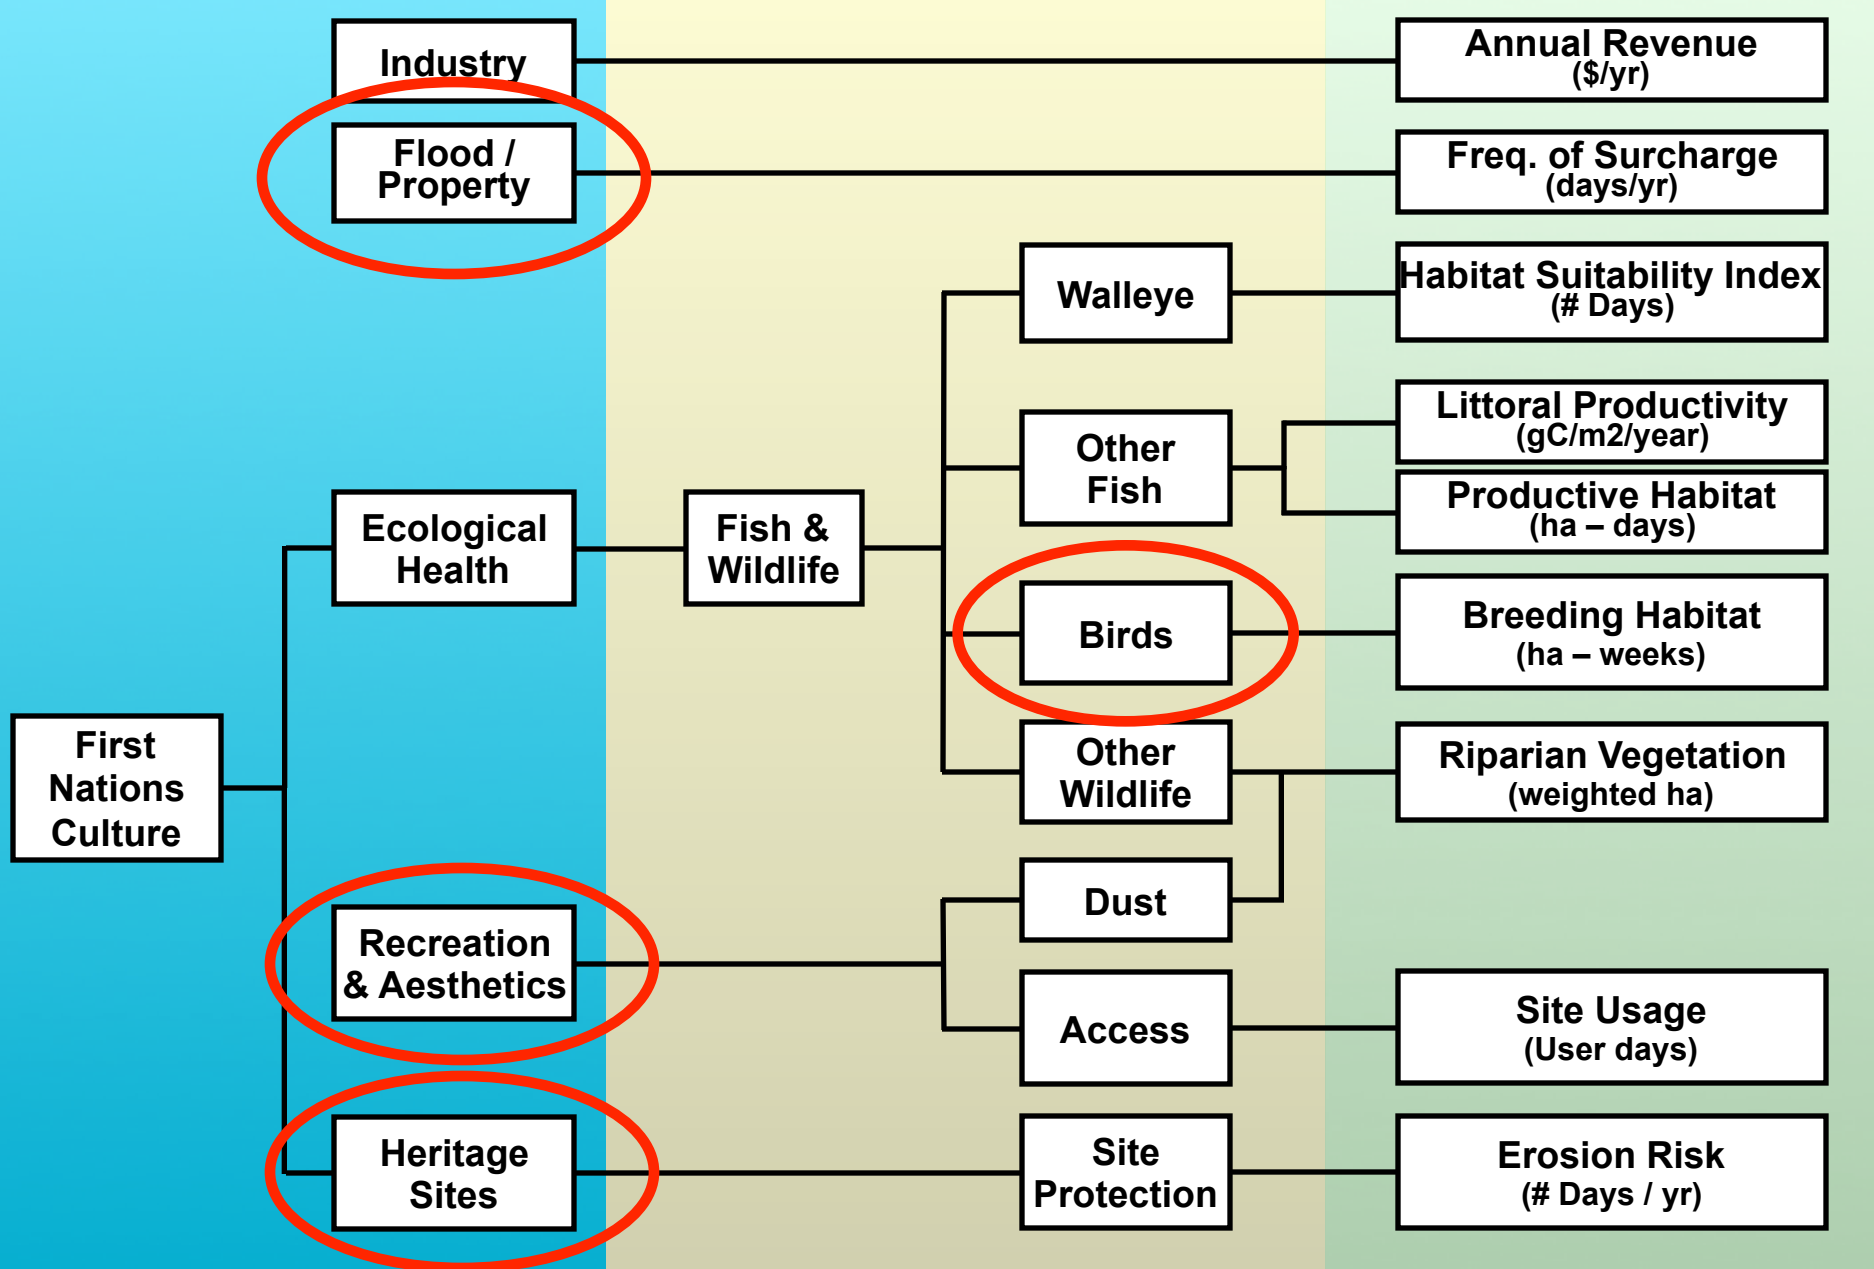 Industry
Annual Revenue
($/yr)
Flood /
Property
Freq. of Surcharge
(days/yr)
Walleye
Habitat Suitability Index
(# Days)
Other
Fish
Littoral Productivity
(gC/m2/year)
Productive Habitat
(ha – days)
Ecological
Health
Fish &
Wildlife
Birds
Breeding Habitat
(ha – weeks)
First
Nations
Culture
Other
Wildlife
Riparian Vegetation
(weighted ha)
Recreation
& Aesthetics
Dust
Access
Site Usage
(User days)
Heritage
Sites
Site
Protection
Erosion Risk
(# Days / yr)